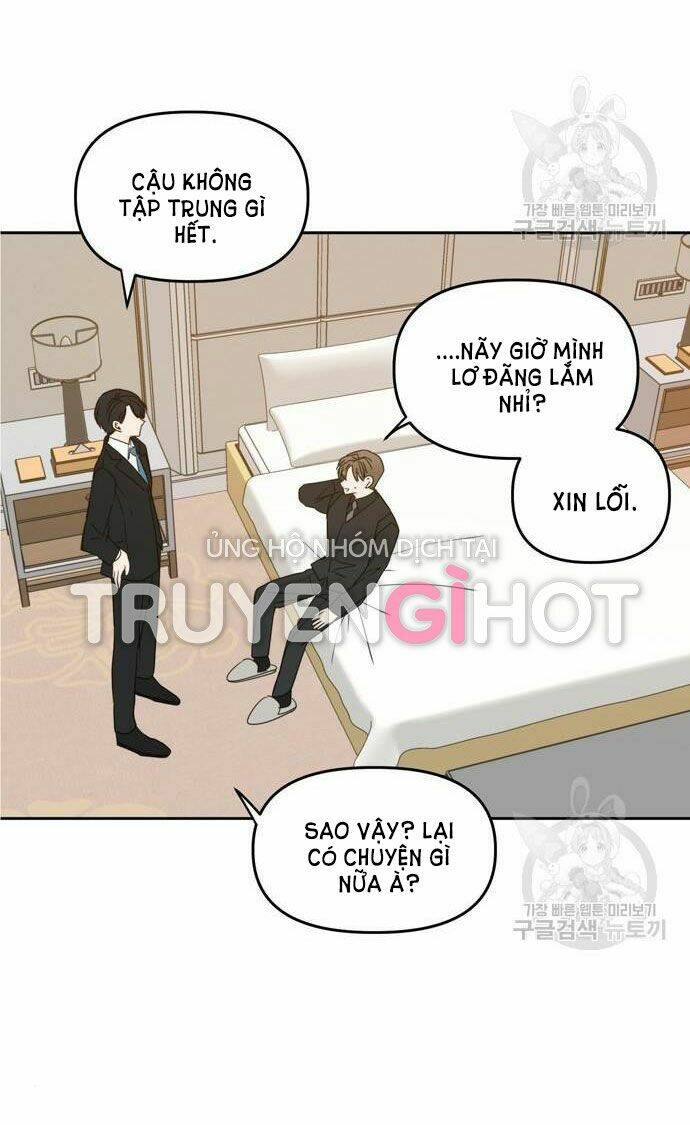 가장 빠른 웹툰 미리보기
구글검색 뉴토끼
CẬU KHÔNG
TẬP TRUNG GÌ
HẾT.
....NÃY GIỜ MÌNH
LƠ ĐÃNG LẮM
NHỈ?
XIN LỖI.
ỦNG HỘ NHÓM DỊCH TẠI
TRUYENGÌHOT
SAO VẬY? LẠI
CÓ CHUYỆN GÌ
NỮA À?
가장 빠른 웹툰 미리보기
구글검색 뉴토끼